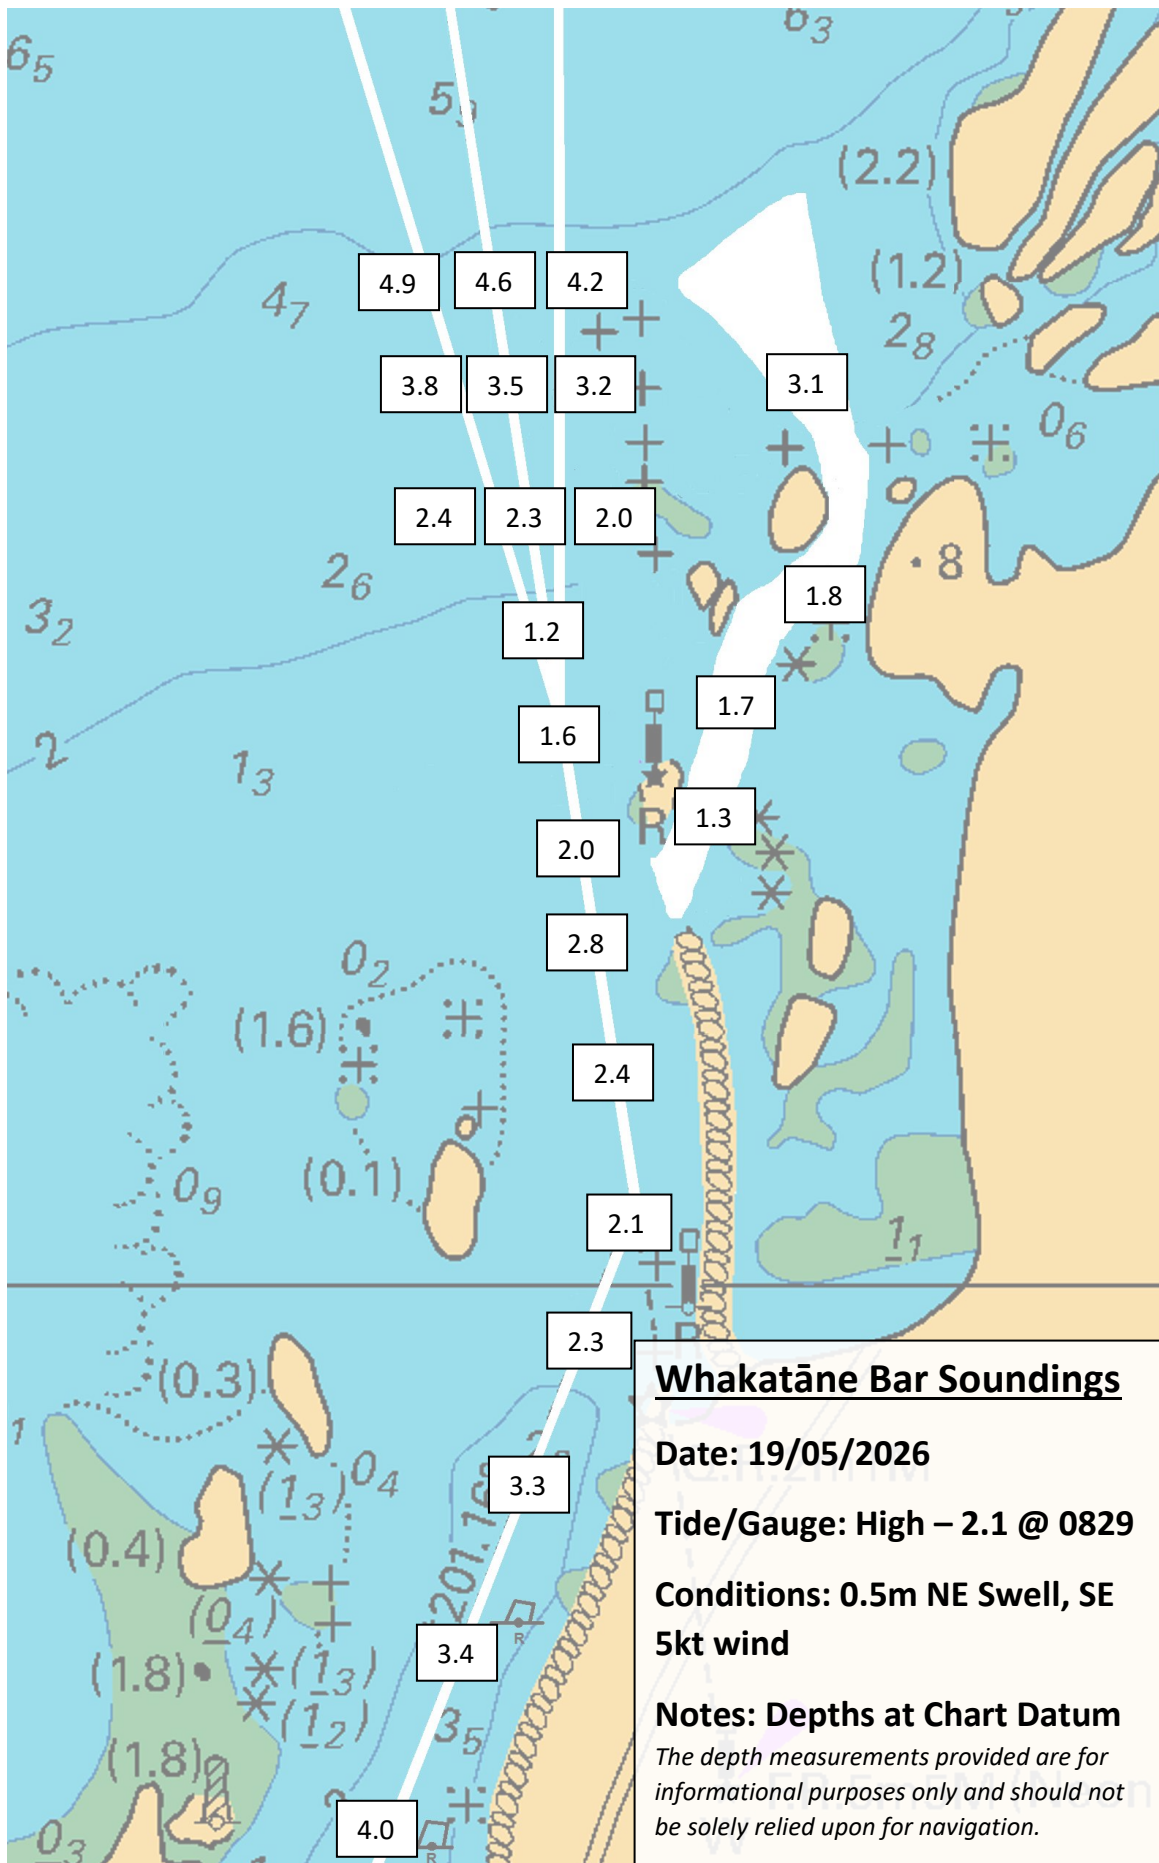 6₃
6₅
5₉
(2.2)
(1.2)
4.9 4.6 4.2
4₇
2₈
3.8 3.5 3.2 3.1
0₆
2.4 2.3 2.0
8
2₆
1.8
3₂
1.2
1.7
1.6
2
1₃
1.3
R
2.0
2.8
0₂
(1.6)
2.4
(0.1)
0₉
2.1
1₁
2.3
R
(0.3)
Whakatāne Bar Soundings
Date: 19/05/2026
Tide/Gauge: High – 2.1 @ 0829
Conditions: 0.5m NE Swell, SE
5kt wind
Notes: Depths at Chart Datum
The depth measurements provided are for
informational purposes only and should not
be solely relied upon for navigation.
1
0₄
3.3
(1₃)
(0.4)
(0₄)
R
3.4
(1.8)
(1₃)
(1₂)
3₅
(1.8)
4.0
0₃
R